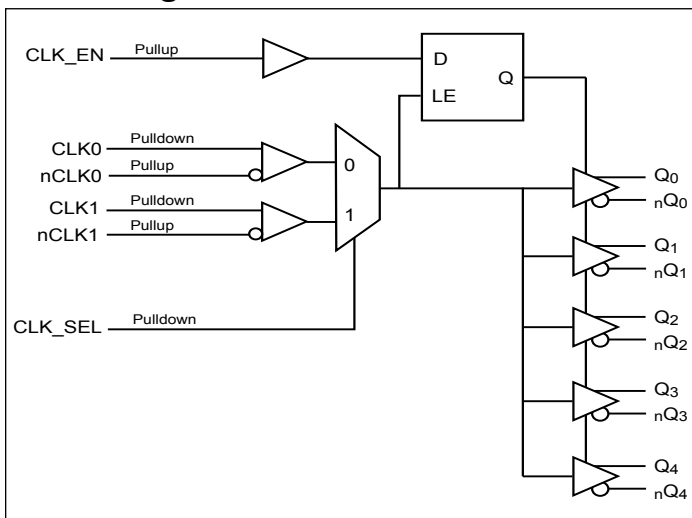 CLK_EN Pullup
D
Q
LE
CLK0 Pulldown
nCLK0 Pullup
CLK1 Pulldown
nCLK1 Pullup
0
1
CLK_SEL Pulldown
Q0
nQ0
Q1
nQ1
Q2
nQ2
Q3
nQ3
Q4
nQ4